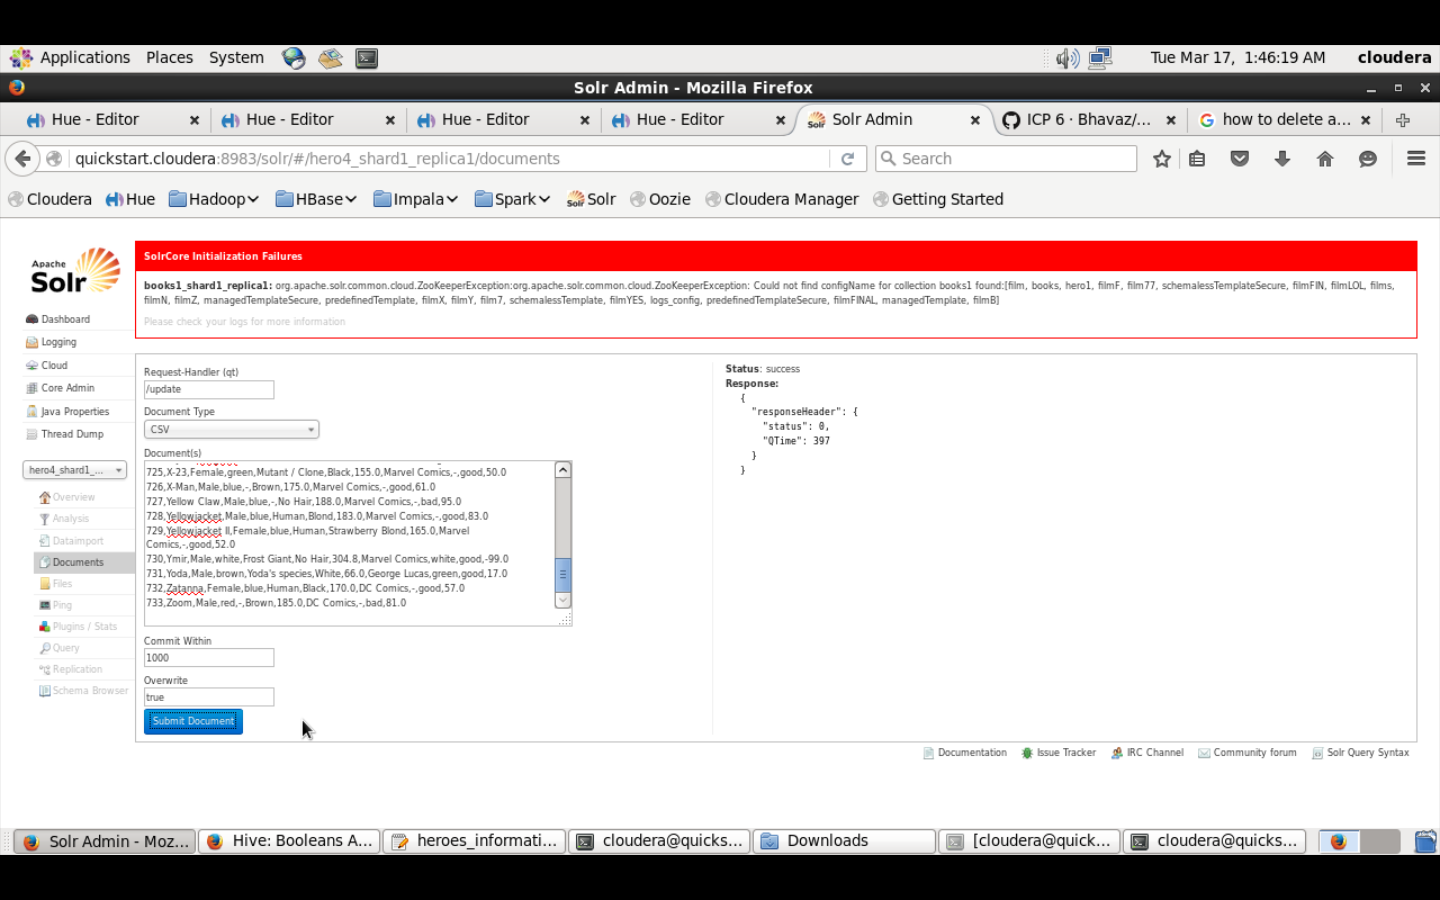 Applications Places System Tue Mar 17, 1:46:19 AM cloudera
Solr Admin - Mozilla Firefox
Hue - Editor Hue - Editor Hue - Editor Hue - Editor Solr Admin ICP 6 · Bhavaz/... how to delete a...
quickstart.cloudera:8983/solr/#/hero4_shard1_replica1/documents Search
Cloudera Hue Hadoop HBase Impala Spark Solr Oozie Cloudera Manager Getting Started
Apache
Solr
SolrCore Initialization Failures
books1_shard1_replica1: org.apache.solr.common.cloud.ZooKeeperException:org.apache.solr.common.cloud.ZooKeeperException: Could not find configName for collection books1 found:[film, books, hero1, filmF, film77, schemalessTemplateSecure, filmFIN, filmLOL, films,
filmN, filmZ, managedTemplateSecure, predefinedTemplate, filmX, filmY, film7, schemalessTemplate, filmYES, logs_config, predefinedTemplateSecure, filmFINAL, managedTemplate, filmB]
Please check your logs for more information
Dashboard
Logging
Cloud
Core Admin
Java Properties
Thread Dump
hero4_shard1_...
Overview
Analysis
Dataimport
Documents
Files
Ping
Plugins / Stats
Query
Replication
Schema Browser
Request-Handler (qt)
/update
Document Type
CSV
Document(s)
725,X-23,Female,green,Mutant / Clone,Black,155.0,Marvel Comics,-,good,50.0
726,X-Man,Male,blue,-,Brown,175.0,Marvel Comics,-,good,61.0
727,Yellow Claw,Male,blue,-,No Hair,188.0,Marvel Comics,-,bad,95.0
728,Yellowjacket,Male,blue,Human,Blond,183.0,Marvel Comics,-,good,83.0
729,Yellowjacket II,Female,blue,Human,Strawberry Blond,165.0,Marvel
Comics,-,good,52.0
730,Ymir,Male,white,Frost Giant,No Hair,304.8,Marvel Comics,white,good,-99.0
731,Yoda,Male,brown,Yoda's species,White,66.0,George Lucas,green,good,17.0
732,Zatanna,Female,blue,Human,Black,170.0,DC Comics,-,good,57.0
733,Zoom,Male,red,-,Brown,185.0,DC Comics,-,bad,81.0
Commit Within
1000
Overwrite
true
Submit Document
Status: success
Response:
{
"responseHeader": {
"status": 0,
"QTime": 397
}
}
Documentation Issue Tracker IRC Channel Community forum Solr Query Syntax
Solr Admin - Moz... Hive: Booleans A... heroes_informati... cloudera@quicks... Downloads [cloudera@quick... cloudera@quicks...